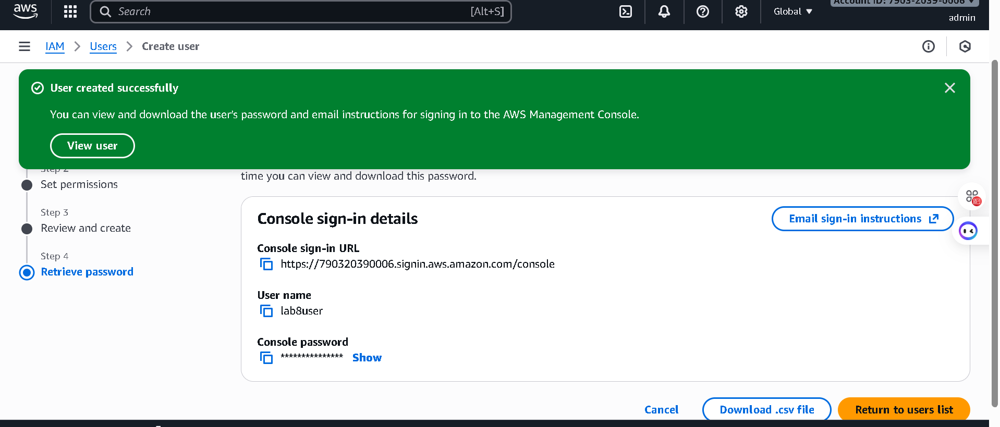 aws
Search [Alt+S]
Global
Account ID: 7903-2039-0006
admin
IAM
Users
Create user
User created successfully
You can view and download the user's password and email instructions for signing in to the AWS Management Console.
View user
Step 2
Set permissions
Step 3
Review and create
Step 4
Retrieve password
time you can view and download this password.
Console sign-in details
Email sign-in instructions
Console sign-in URL
https://790320390006.signin.aws.amazon.com/console
User name
lab8user
Console password
*************** Show
Cancel
Download .csv file
Return to users list